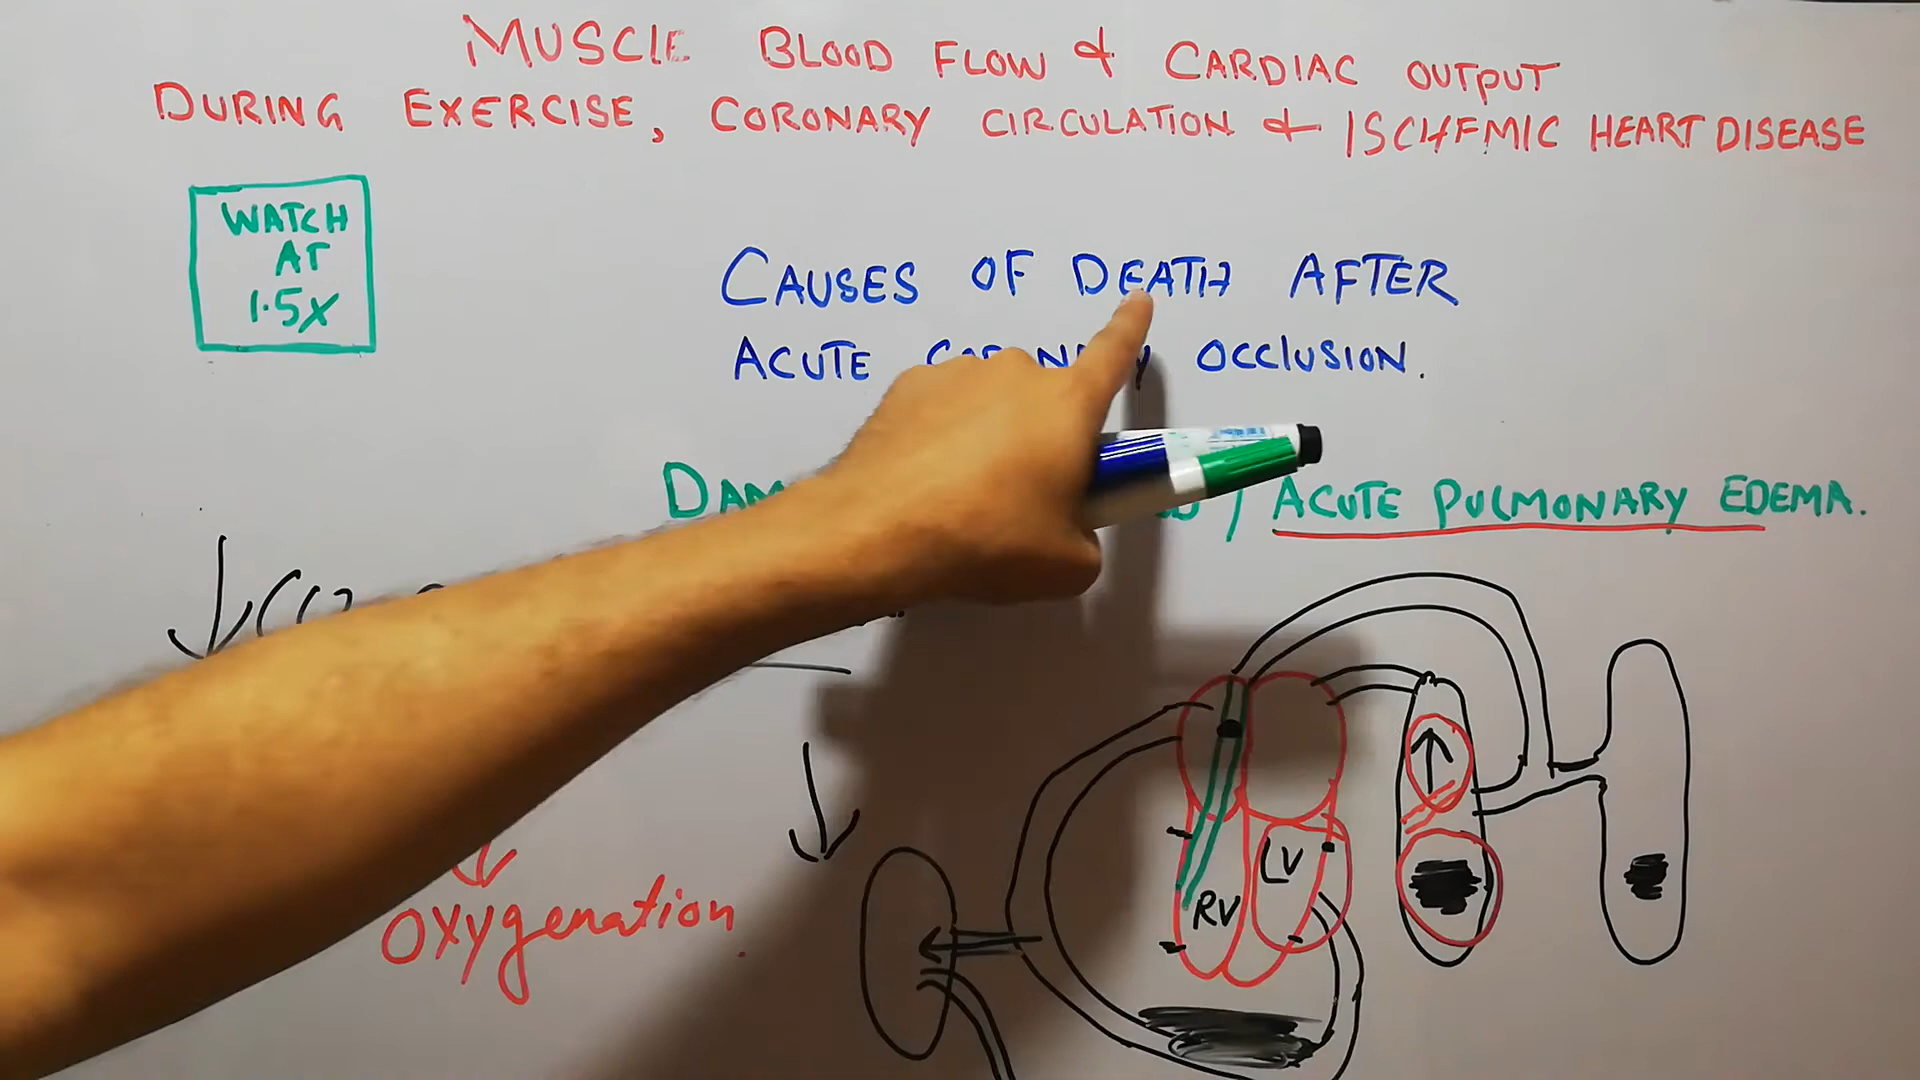 MUSCLE BLOOD FLOW & CARDIAC OUTPUT
DURING EXERCISE, CORONARY CIRCULATION & ISCHEMIC HEART DISEASE
WATCH
AT
1.5X
CAUSES OF DEATH AFTER
ACUTE OCCLUSION.
/ ACUTE PULMONARY EDEMA.
LV
RV
OXYgenation.